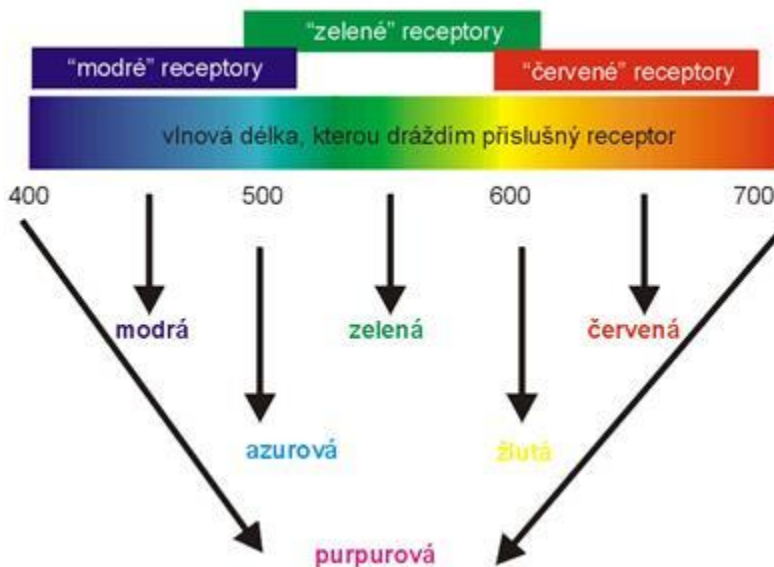 “zelené” receptory
“modré” receptory
“červené” receptory
vlnová délka, kterou dráždím příslušný receptor
400 500 600 700
modrá zelená červená
azurová žlutá
purpurová